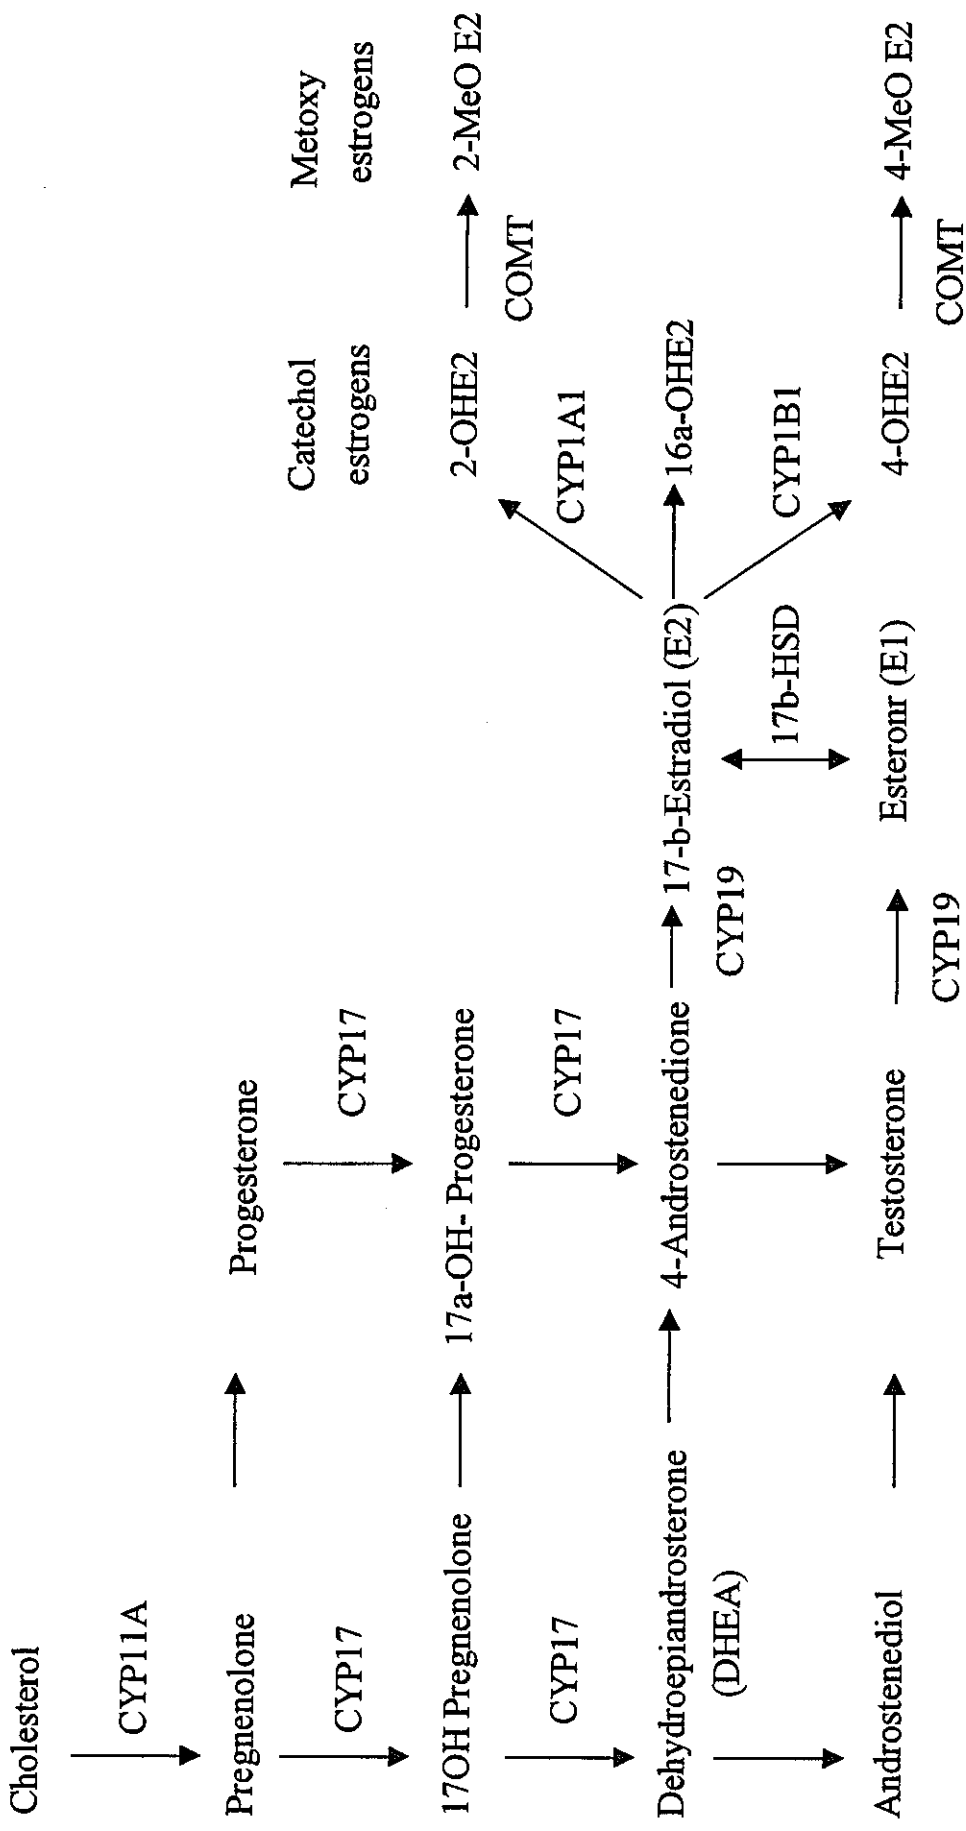 Cholesterol
CYP11A
Pregnenolone
Progesterone
CYP17
CYP17
17OH Pregnenolone
17a-OH- Progesterone
CYP17
CYP17
Dehydroepiandrosterone
(DHEA)
4-Androstenedione
CYP19
17-b-Estradiol (E2)
17b-HSD
Androstenediol
Testosterone
CYP19
Esteronr (E1)
Catechol
estrogens
Metoxy
estrogens
2-OHE2
COMT
2-MeO E2
CYP1A1
16a-OHE2
CYP1B1
4-OHE2
COMT
4-MeO E2